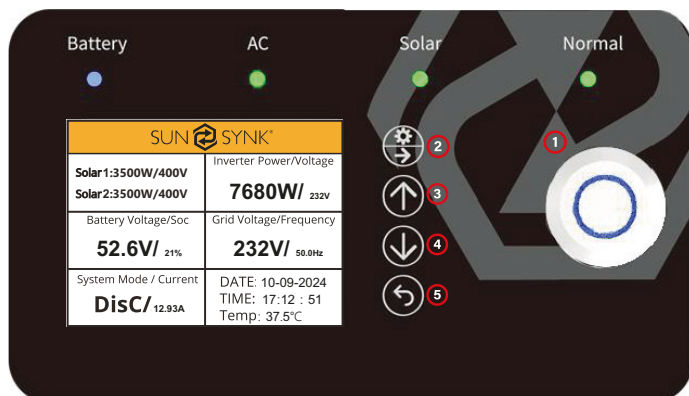 Battery AC Solar Normal
SUN SYNK®
Solar1:3500W/400V
Solar2:3500W/400V
Inverter Power/Voltage
7680W/ 232V
Battery Voltage/Soc
52.6V/ 21%
Grid Voltage/Frequency
232V/ 50.0Hz
System Mode / Current
DisC/ 12.93A
DATE: 10-09-2024
TIME: 17:12 : 51
Temp: 37.5℃
1
2
3
4
5